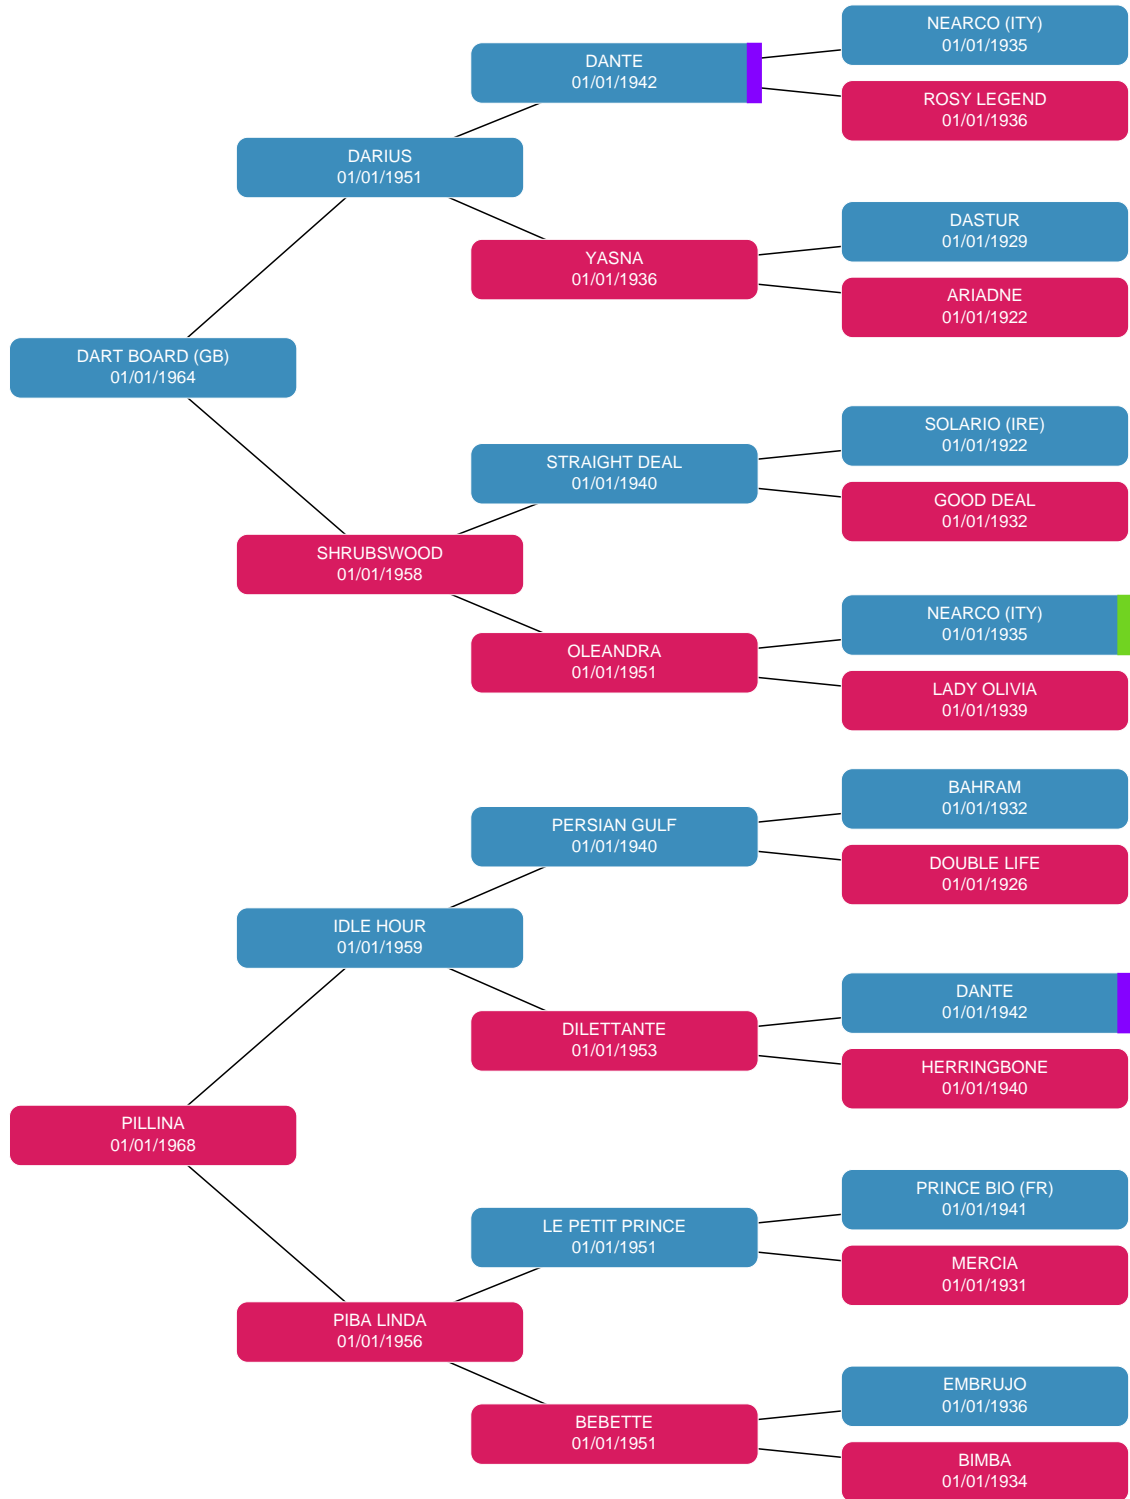 NEARCO (ITY)
01/01/1935
DANTE
01/01/1942
ROSY LEGEND
01/01/1936
DARIUS
01/01/1951
DASTUR
01/01/1929
YASNA
01/01/1936
ARIADNE
01/01/1922
DART BOARD (GB)
01/01/1964
SOLARIO (IRE)
01/01/1922
STRAIGHT DEAL
01/01/1940
GOOD DEAL
01/01/1932
SHRUBSWOOD
01/01/1958
NEARCO (ITY)
01/01/1935
OLEANDRA
01/01/1951
LADY OLIVIA
01/01/1939
BAHRAM
01/01/1932
PERSIAN GULF
01/01/1940
DOUBLE LIFE
01/01/1926
IDLE HOUR
01/01/1959
DANTE
01/01/1942
DILETTANTE
01/01/1953
HERRINGBONE
01/01/1940
PILLINA
01/01/1968
PRINCE BIO (FR)
01/01/1941
LE PETIT PRINCE
01/01/1951
MERCIA
01/01/1931
PIBA LINDA
01/01/1956
EMBRUJO
01/01/1936
BEBETTE
01/01/1951
BIMBA
01/01/1934